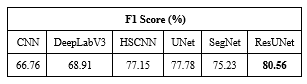 F1 Score (%)
CNN DeepLabV3 HSCNN UNet SegNet ResUNet
66.76 68.91 77.15 77.78 75.23 80.56